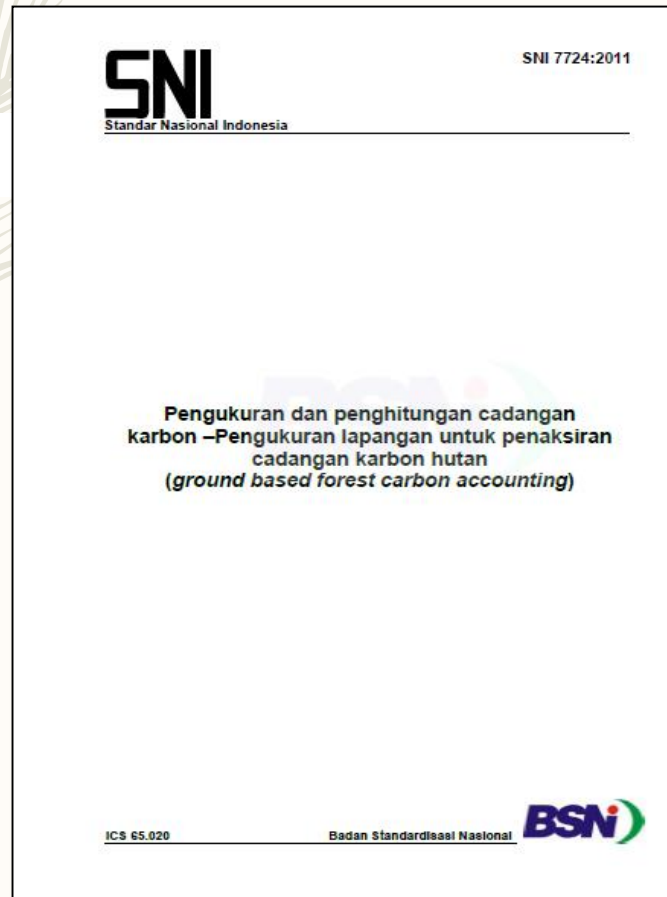 SNI
SNI 7724:2011
Standar Nasional Indonesia
Pengukuran dan penghitungan cadangan
karbon –Pengukuran lapangan untuk penaksiran
cadangan karbon hutan
(ground based forest carbon accounting)
ICS 65.020
Badan Standardisasi Nasional
BSN